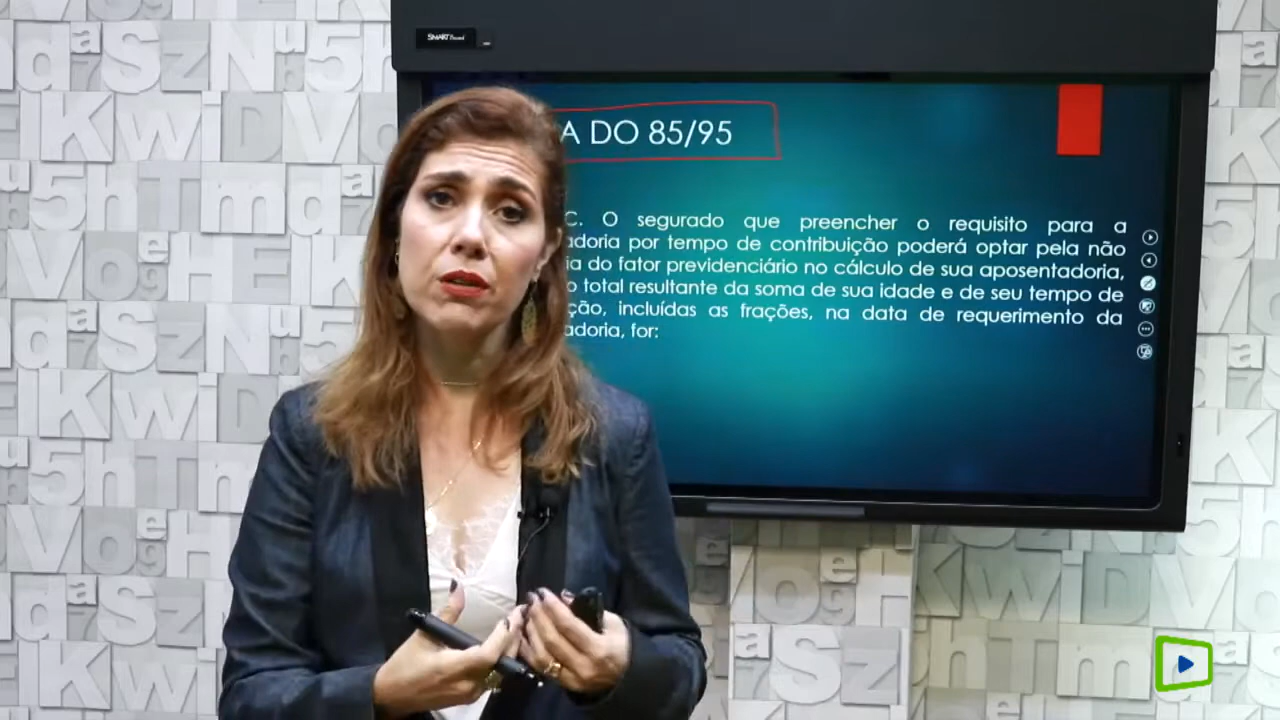 SMART Board
A DO 85/95
C. O segurado que preencher o requisito para a
adoria por tempo de contribuição poderá optar pela não
ia do fator previdenciário no cálculo de sua aposentadoria,
o total resultante da soma de sua idade e de seu tempo de
ção, incluídas as frações, na data de requerimento da
adoria, for: